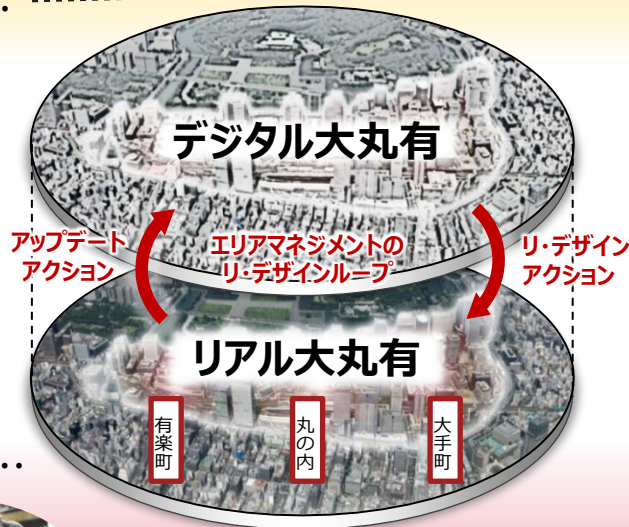 デジタル大丸有
アップデート
アクション
エリアマネジメントの
リ・デザインループ
リ・デザイン
アクション
リアル大丸有
有楽町
丸の内
大手町